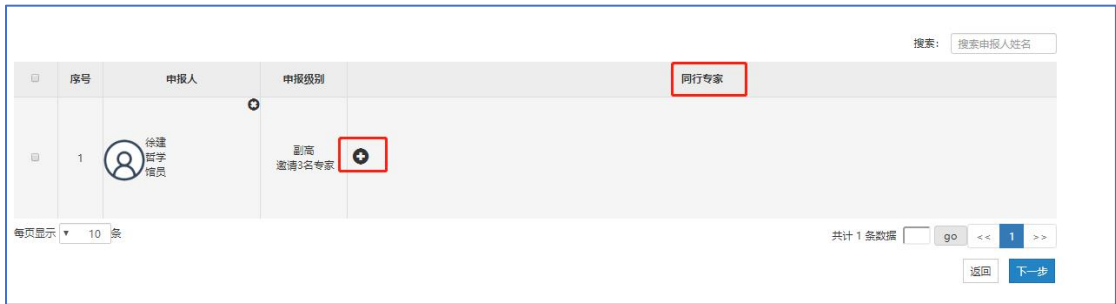 搜索： 搜索申报人姓名
序号 申报人 申报级别 同行专家
1
徐建
哲学
馆员
副高
邀请3名专家
每页显示 10 条 共计 1 条数据 go << 1 >>
返回 下一步